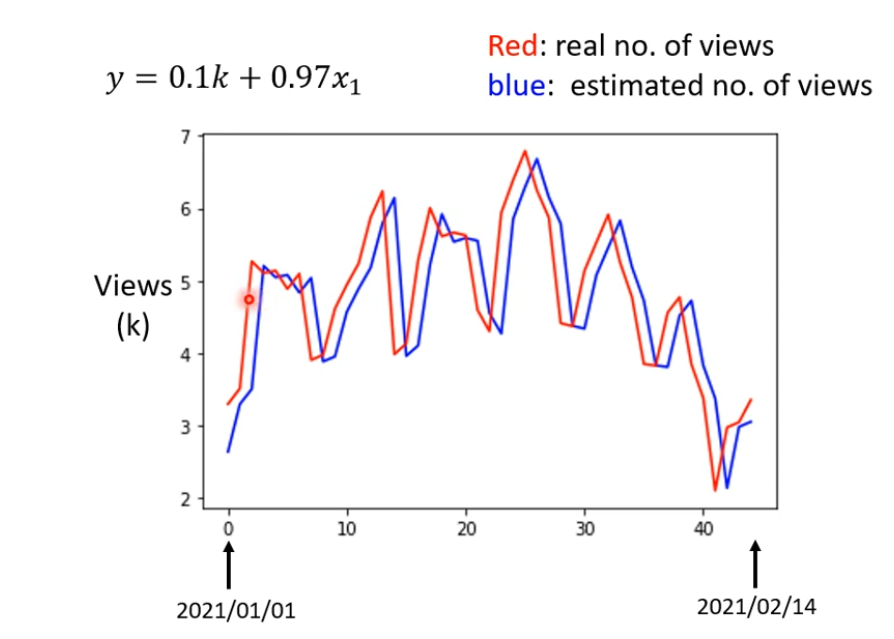 Red: real no. of views
y = 0.1k + 0.97x₁
blue:  estimated no. of views
7
6
Views
5
(k)
4
3
2
0 10 20 30 40
2021/01/01
2021/02/14